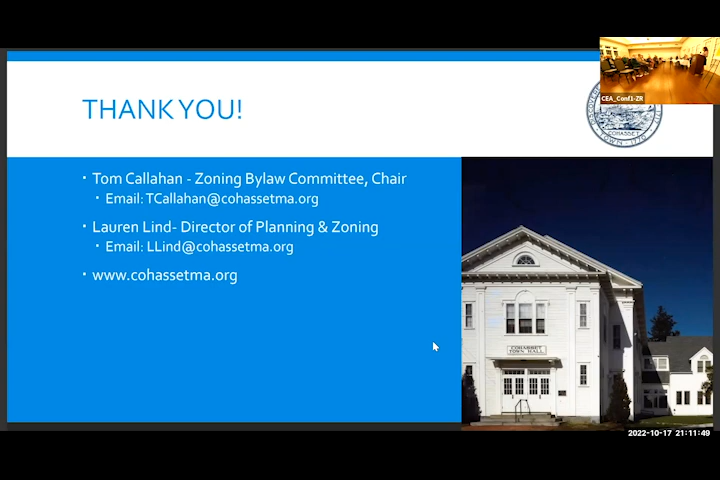 CEA_Conf1-ZR
THANK YOU!
COHASSET
Tom Callahan - Zoning Bylaw Committee, Chair
Email: TCallahan@cohassetma.org
Lauren Lind- Director of Planning & Zoning
Email: LLind@cohassetma.org
www.cohassetma.org
COHASSET
TOWN HALL
2022-10-17 21:11:49